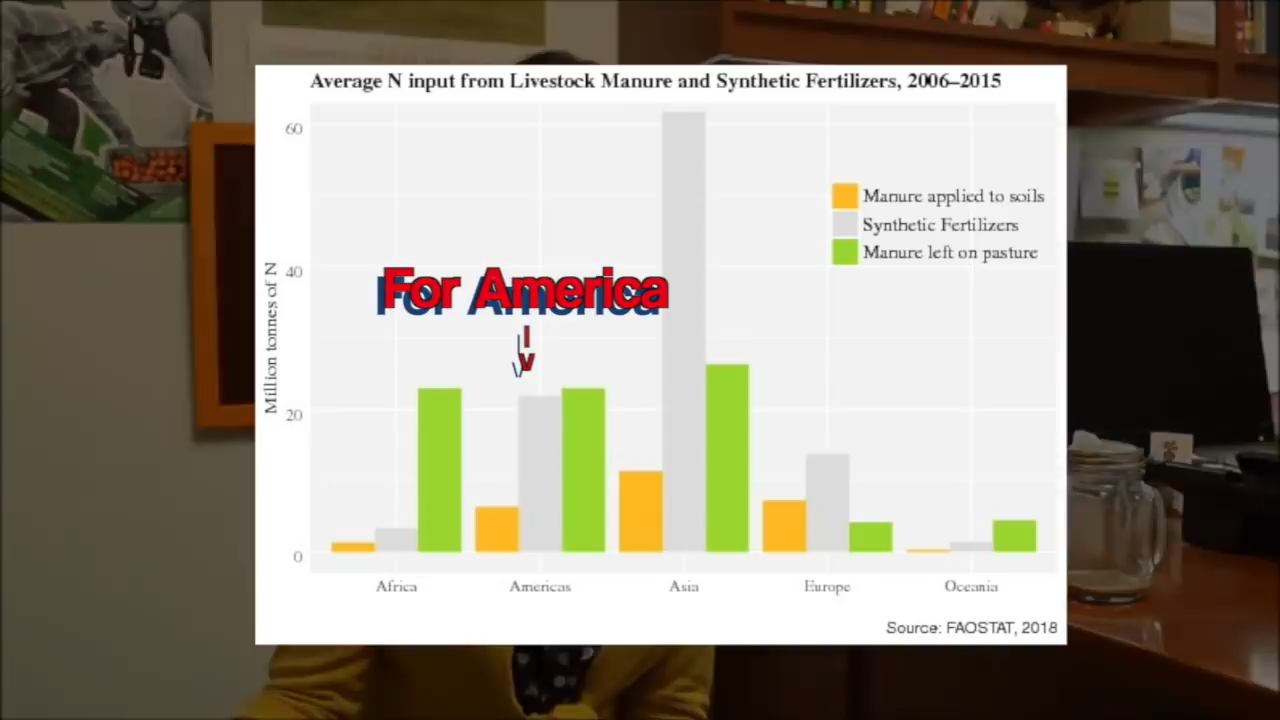 Average N input from Livestock Manure and Synthetic Fertilizers, 2006–2015
60
40
20
0
Million tonnes of N
Manure applied to soils
Synthetic Fertilizers
Manure left on pasture
For America
Africa
Americas
Asia
Europe
Oceania
Source: FAOSTAT, 2018